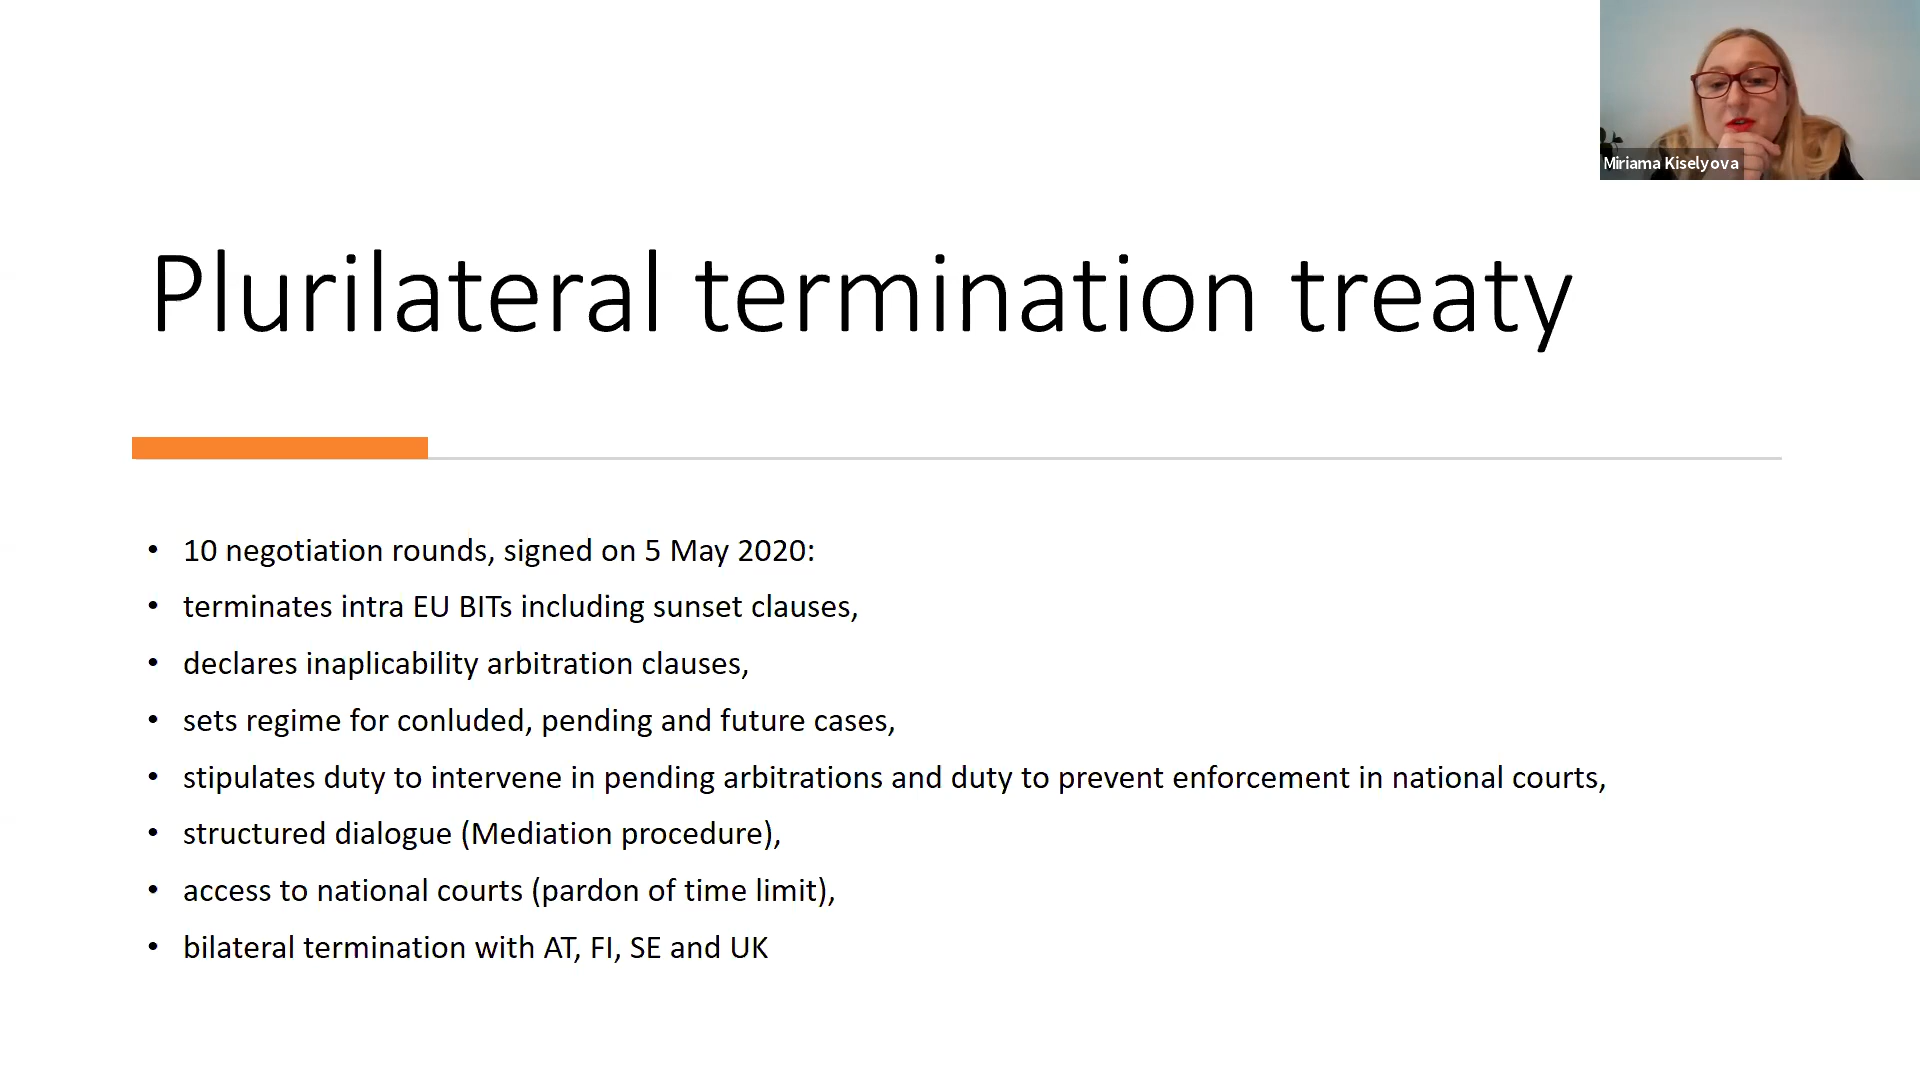 Miriama Kiselyova
Plurilateral termination treaty
• 10 negotiation rounds, signed on 5 May 2020:
• terminates intra EU BITs including sunset clauses,
• declares inaplicability arbitration clauses,
• sets regime for conluded, pending and future cases,
• stipulates duty to intervene in pending arbitrations and duty to prevent enforcement in national courts,
• structured dialogue (Mediation procedure),
• access to national courts (pardon of time limit),
• bilateral termination with AT, FI, SE and UK